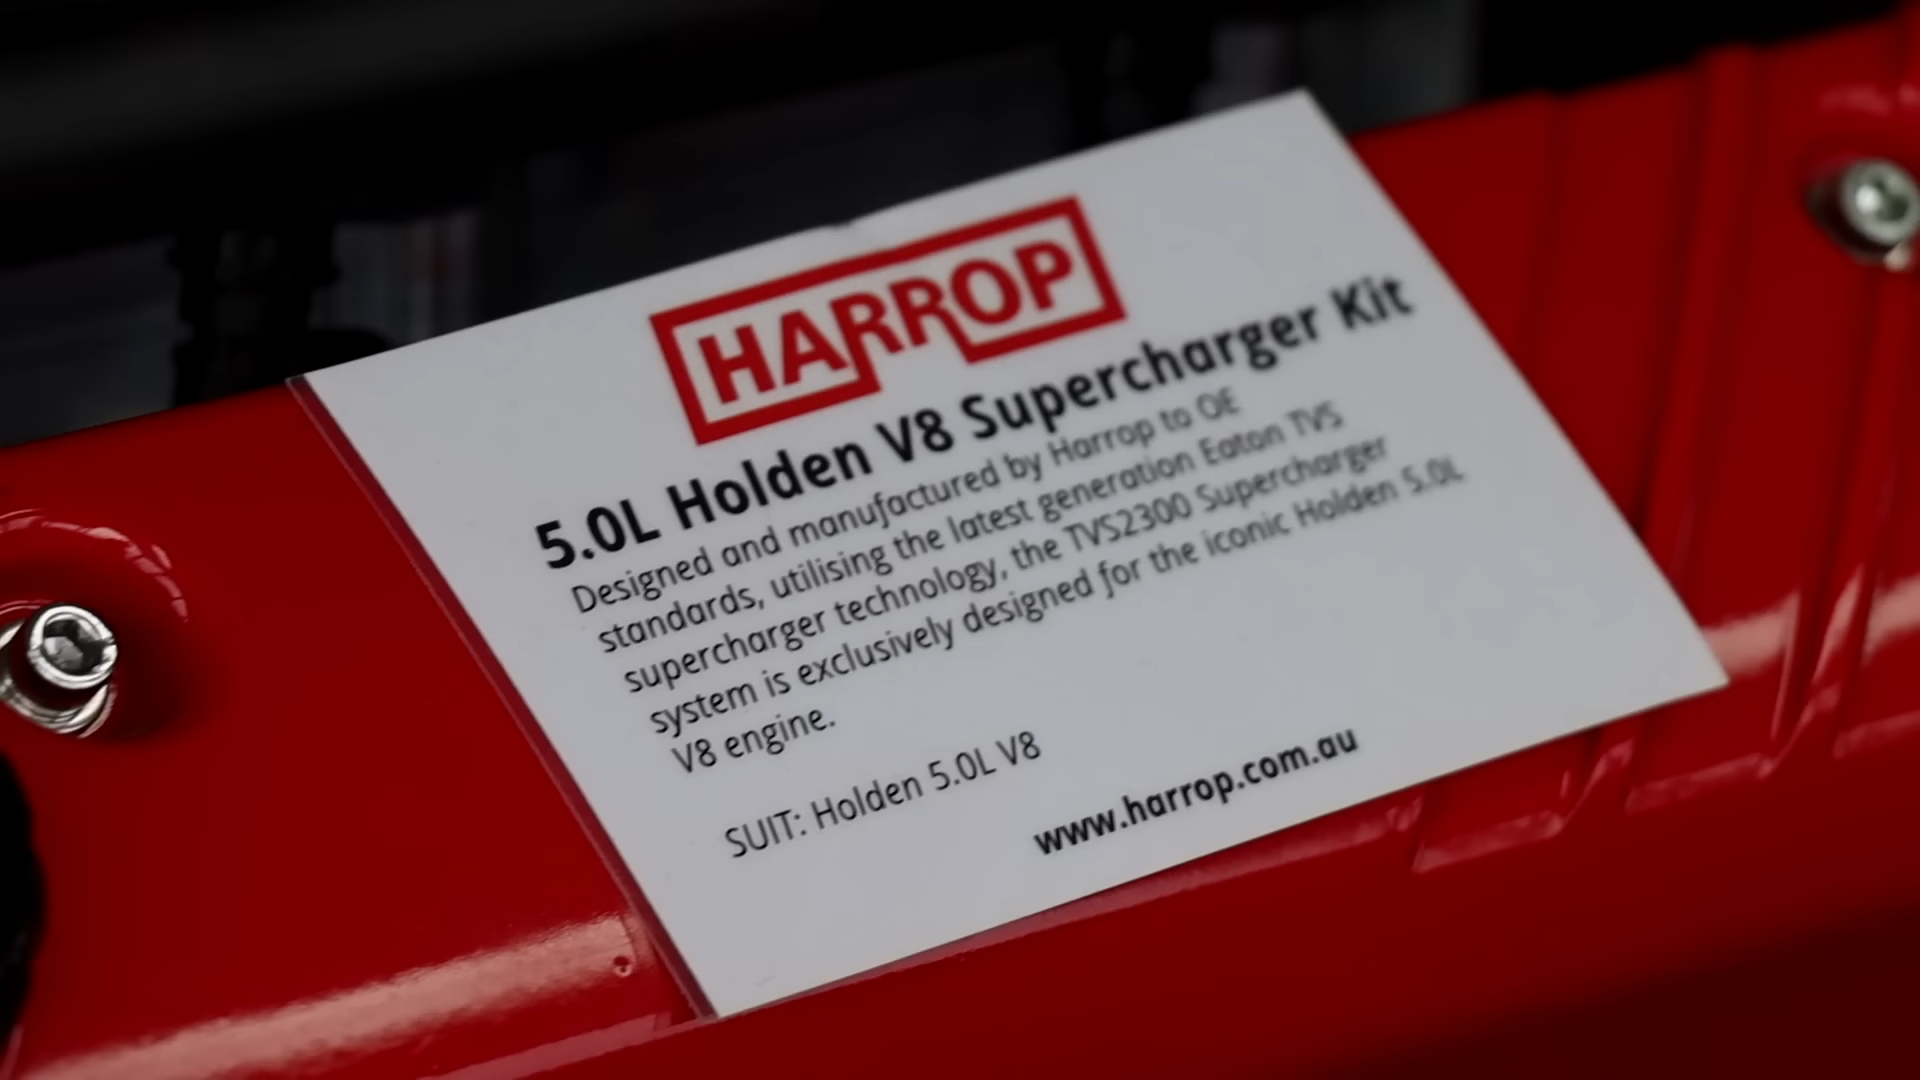 HARROP
5.0L Holden V8 Supercharger Kit
Designed and manufactured by Harrop to OE
standards, utilising the latest generation Eaton TVS
supercharger technology, the TVS2300 Supercharger
system is exclusively designed for the iconic Holden 5.0L
V8 engine.
SUIT: Holden 5.0L V8
www.harrop.com.au